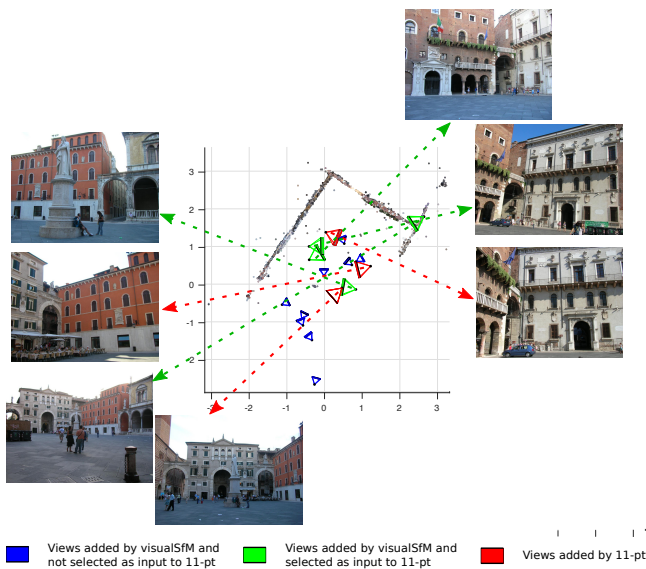 3
2
1
0
-1
-2
-1
0
1
2
3
Views added by visualSfM and
not selected as input to 11-pt
Views added by visualSfM and
selected as input to 11-pt
Views added by 11-pt